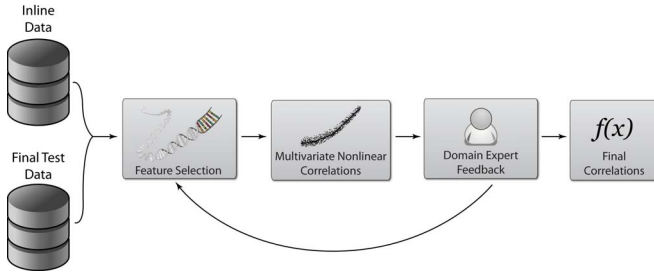 Inline
Data
Final Test
Data
Feature Selection
Multivariate Nonlinear
Correlations
Domain Expert
Feedback
f(x)
Final
Correlations